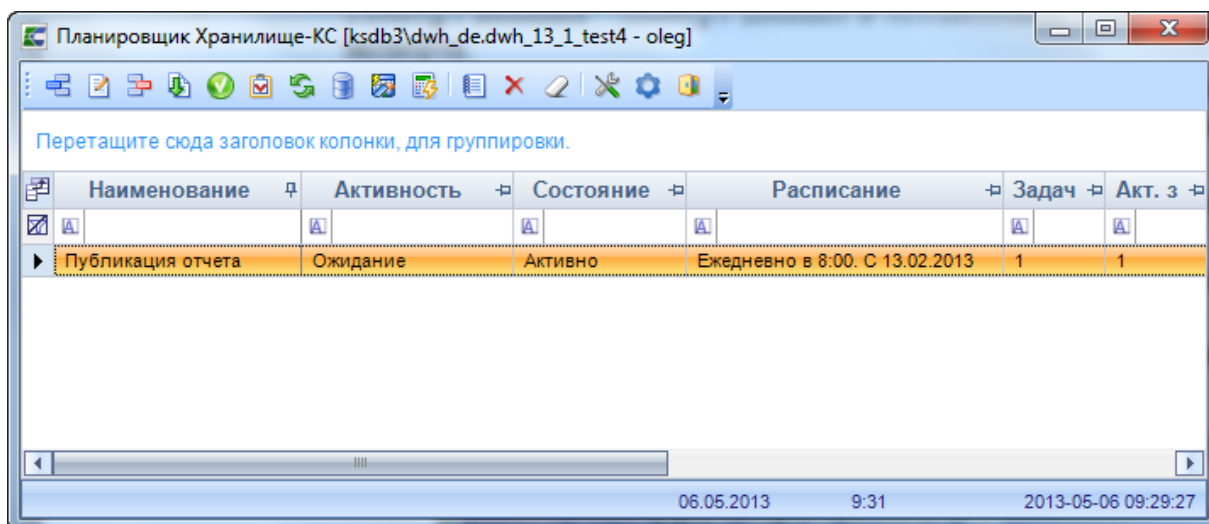 Планировщик Хранилище-КС [ksdb3\dwh_de.dwh_13_1_test4 - oleg]
Перетащите сюда заголовок колонки, для группировки.
Наименование Активность Состояние Расписание Задач Акт. з
Публикация отчета Ожидание Активно Ежедневно в 8:00. С 13.02.2013 1 1
06.05.2013 9:31 2013-05-06 09:29:27